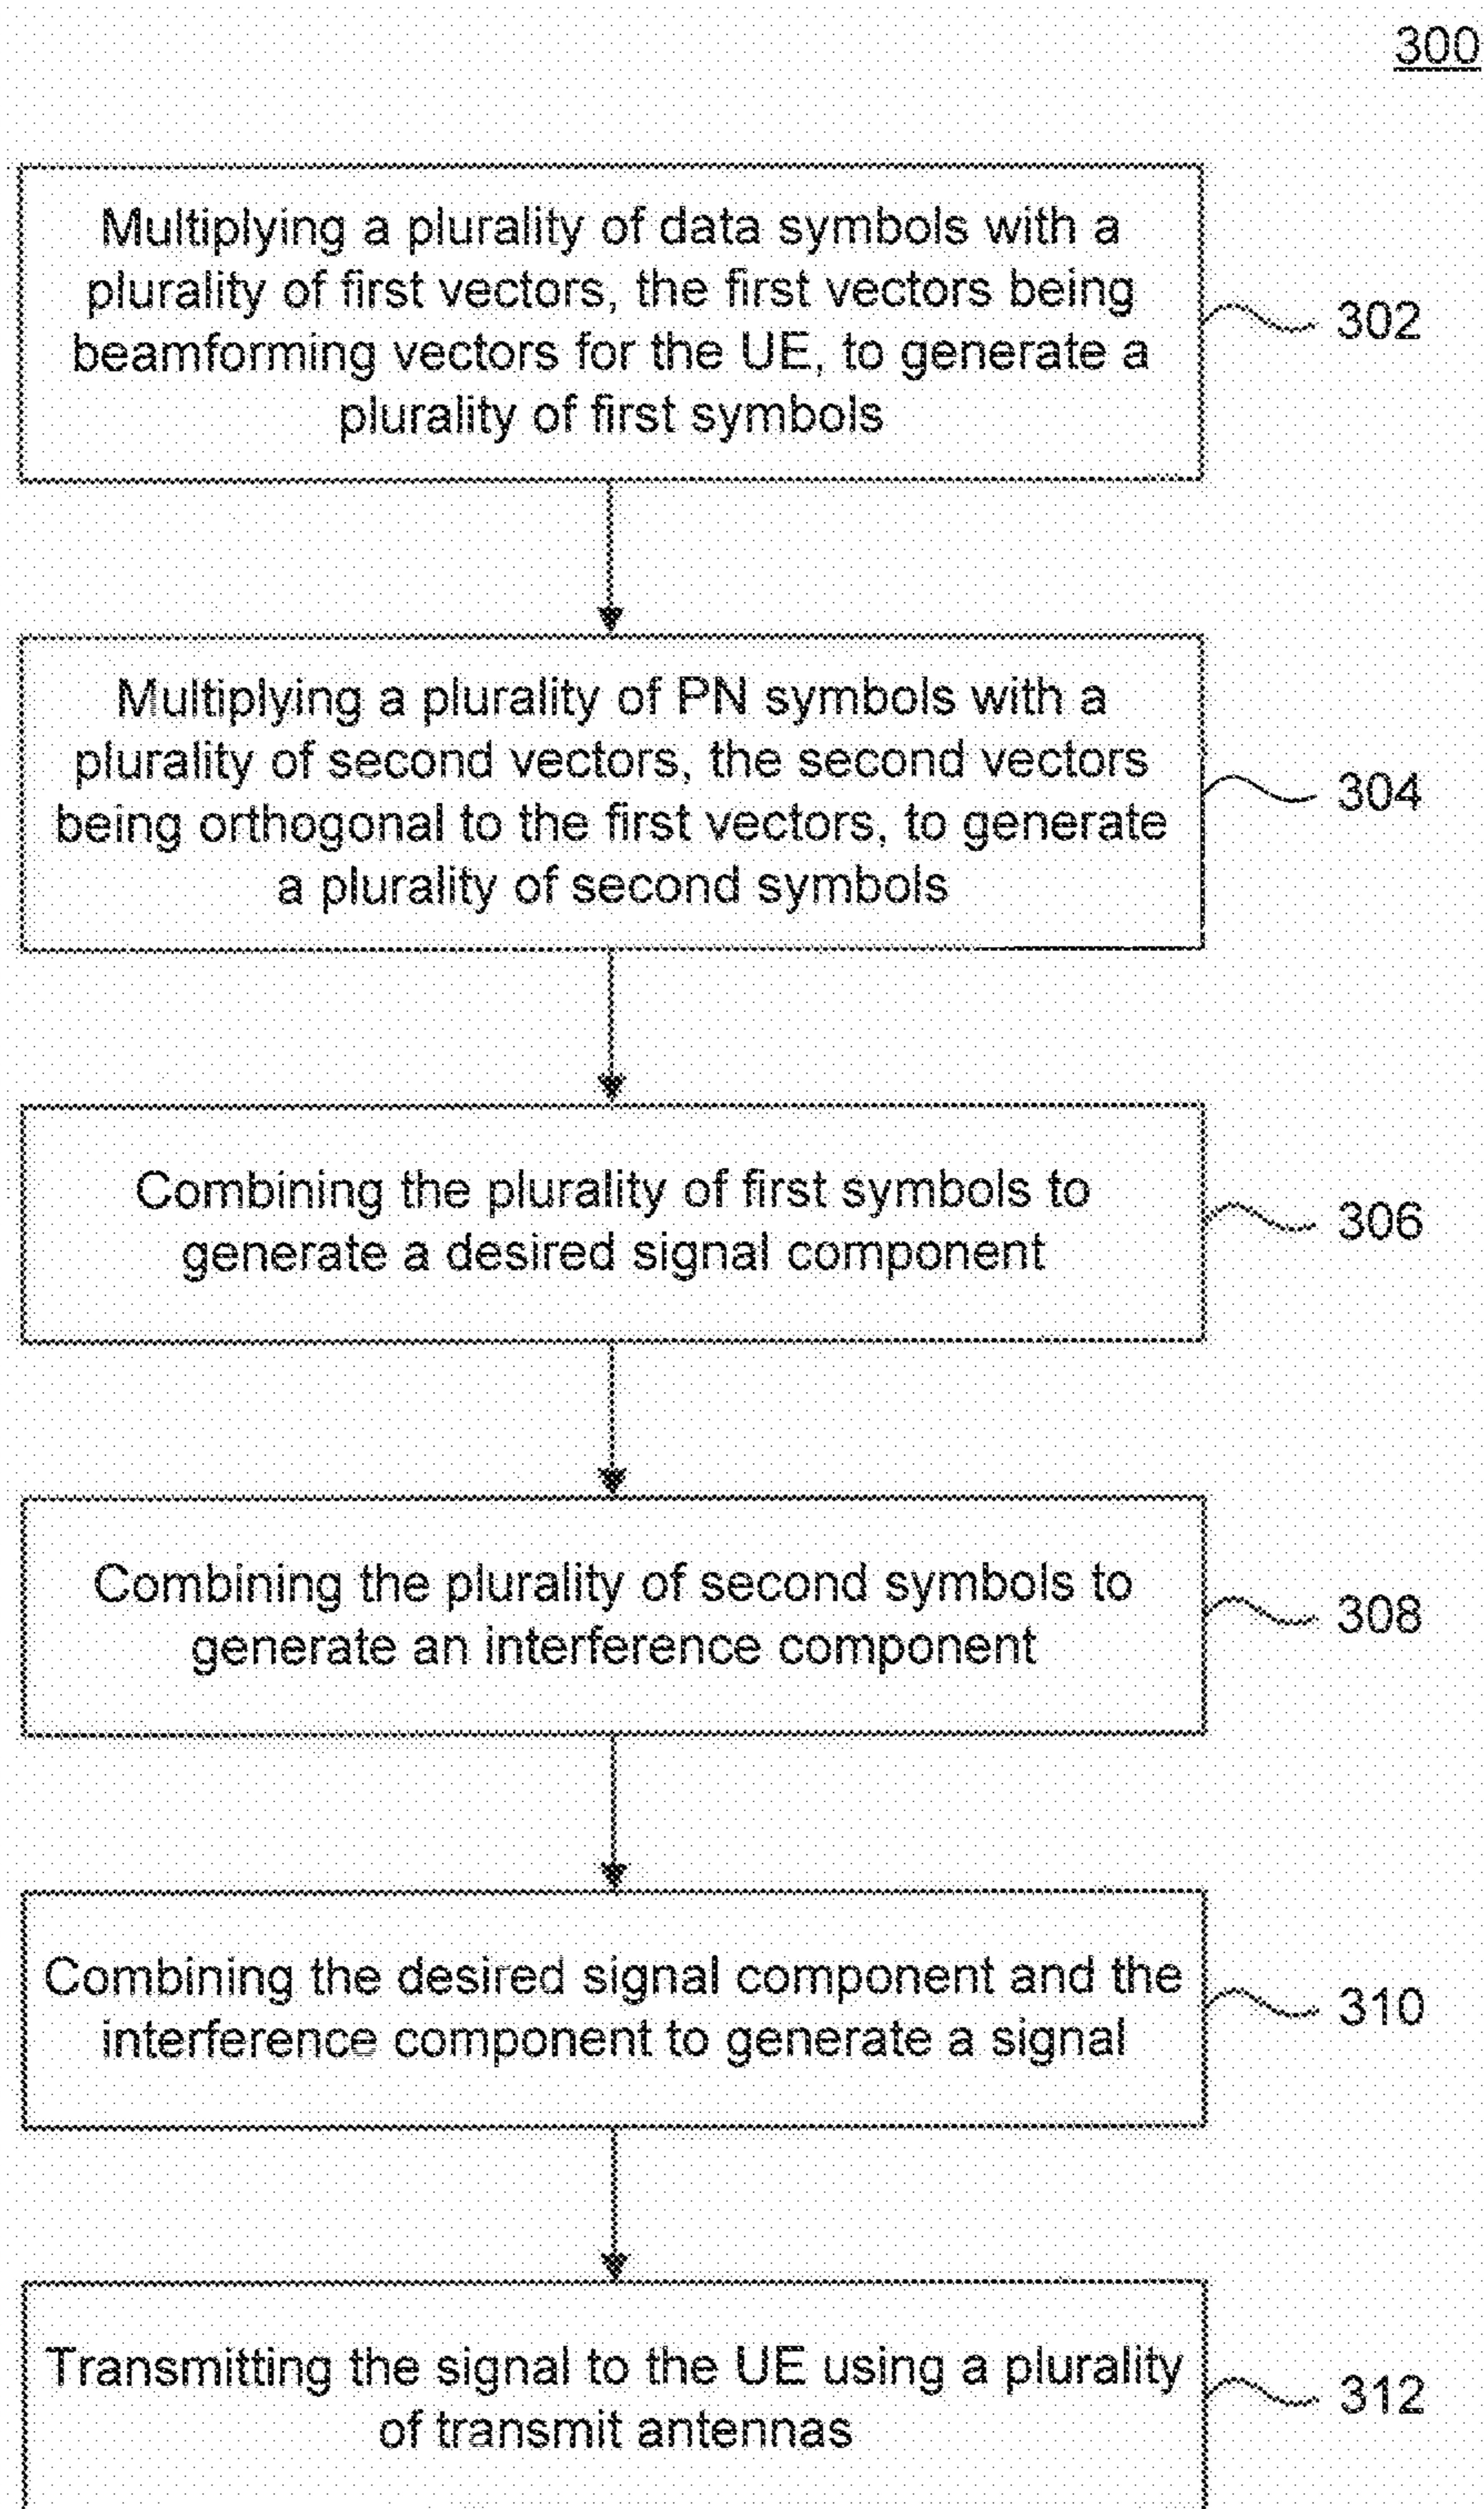 300
Multiplying a plurality of data symbols with a
plurality of first vectors, the first vectors being
beamforming vectors for the UE, to generate a
plurality of first symbols
302
Multiplying a plurality of PN symbols with a
plurality of second vectors, the second vectors
being orthogonal to the first vectors, to generate
a plurality of second symbols
304
Combining the plurality of first symbols to
generate a desired signal component
306
Combining the plurality of second symbols to
generate an interference component
308
Combining the desired signal component and the
interference component to generate a signal
310
Transmitting the signal to the UE using a plurality
of transmit antennas
312